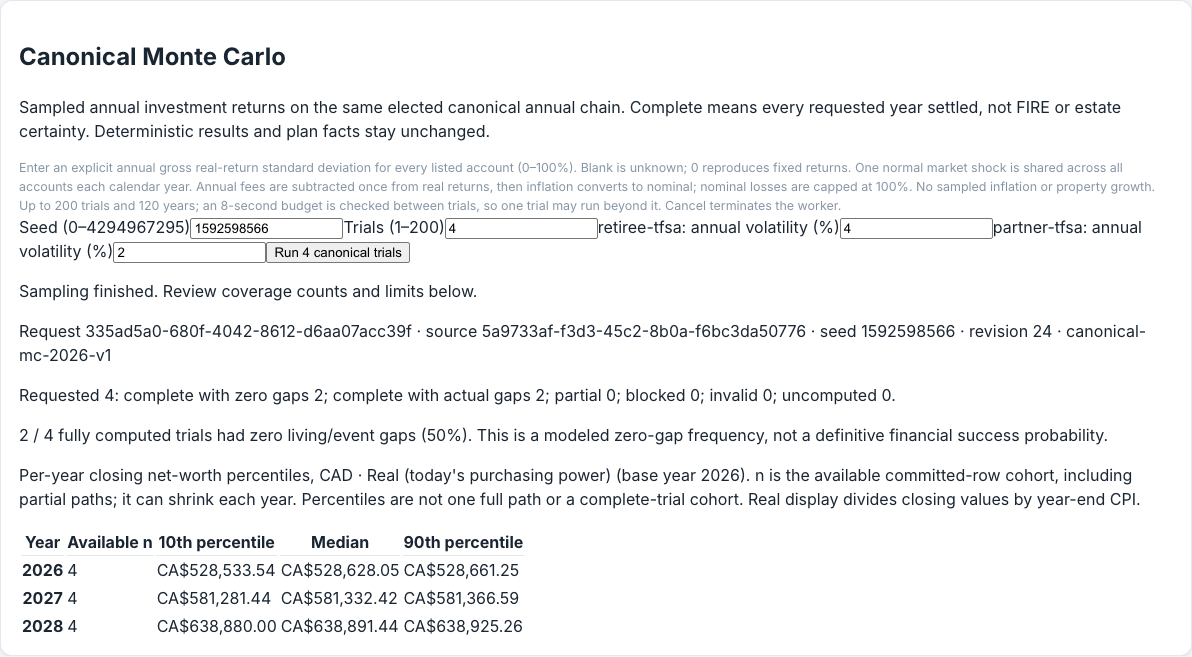 Canonical Monte Carlo
Sampled annual investment returns on the same elected canonical annual chain. Complete means every requested year settled, not FIRE or estate
certainty. Deterministic results and plan facts stay unchanged.
Enter an explicit annual gross real-return standard deviation for every listed account (0–100%). Blank is unknown; 0 reproduces fixed returns. One normal market shock is shared across all
accounts each calendar year. Annual fees are subtracted once from real returns, then inflation converts to nominal; nominal losses are capped at 100%. No sampled inflation or property growth.
Up to 200 trials and 120 years; an 8-second budget is checked between trials, so one trial may run beyond it. Cancel terminates the worker.
Seed (0–4294967295) 1592598566 Trials (1–200) 4 retiree-tfsa: annual volatility (%) 4 partner-tfsa: annual
volatility (%) 2 Run 4 canonical trials
Sampling finished. Review coverage counts and limits below.
Request 335ad5a0-680f-4042-8612-d6aa07acc39f · source 5a9733af-f3d3-45c2-8b0a-f6bc3da50776 · seed 1592598566 · revision 24 · canonical-
mc-2026-v1
Requested 4: complete with zero gaps 2; complete with actual gaps 2; partial 0; blocked 0; invalid 0; uncomputed 0.
2 / 4 fully computed trials had zero living/event gaps (50%). This is a modeled zero-gap frequency, not a definitive financial success probability.
Per-year closing net-worth percentiles, CAD · Real (today's purchasing power) (base year 2026). n is the available committed-row cohort, including
partial paths; it can shrink each year. Percentiles are not one full path or a complete-trial cohort. Real display divides closing values by year-end CPI.
Year Available n 10th percentile Median 90th percentile
2026 4 CA$528,533.54 CA$528,628.05 CA$528,661.25
2027 4 CA$581,281.44 CA$581,332.42 CA$581,366.59
2028 4 CA$638,880.00 CA$638,891.44 CA$638,925.26